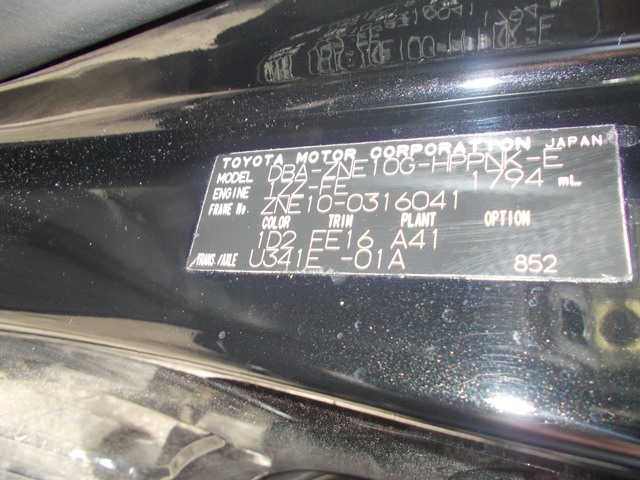 TOYOTA MOTOR CORPORATION JAPAN
MODEL DBA-ZNE10G-HPPNK-E
ENGINE 1ZZ-FE 1794 mL
FRAME No. ZNE10-0316041
COLOR TRIM PLANT OPTION
1D2 EE16 A41
TRANS./AXLE U341E -01A 852